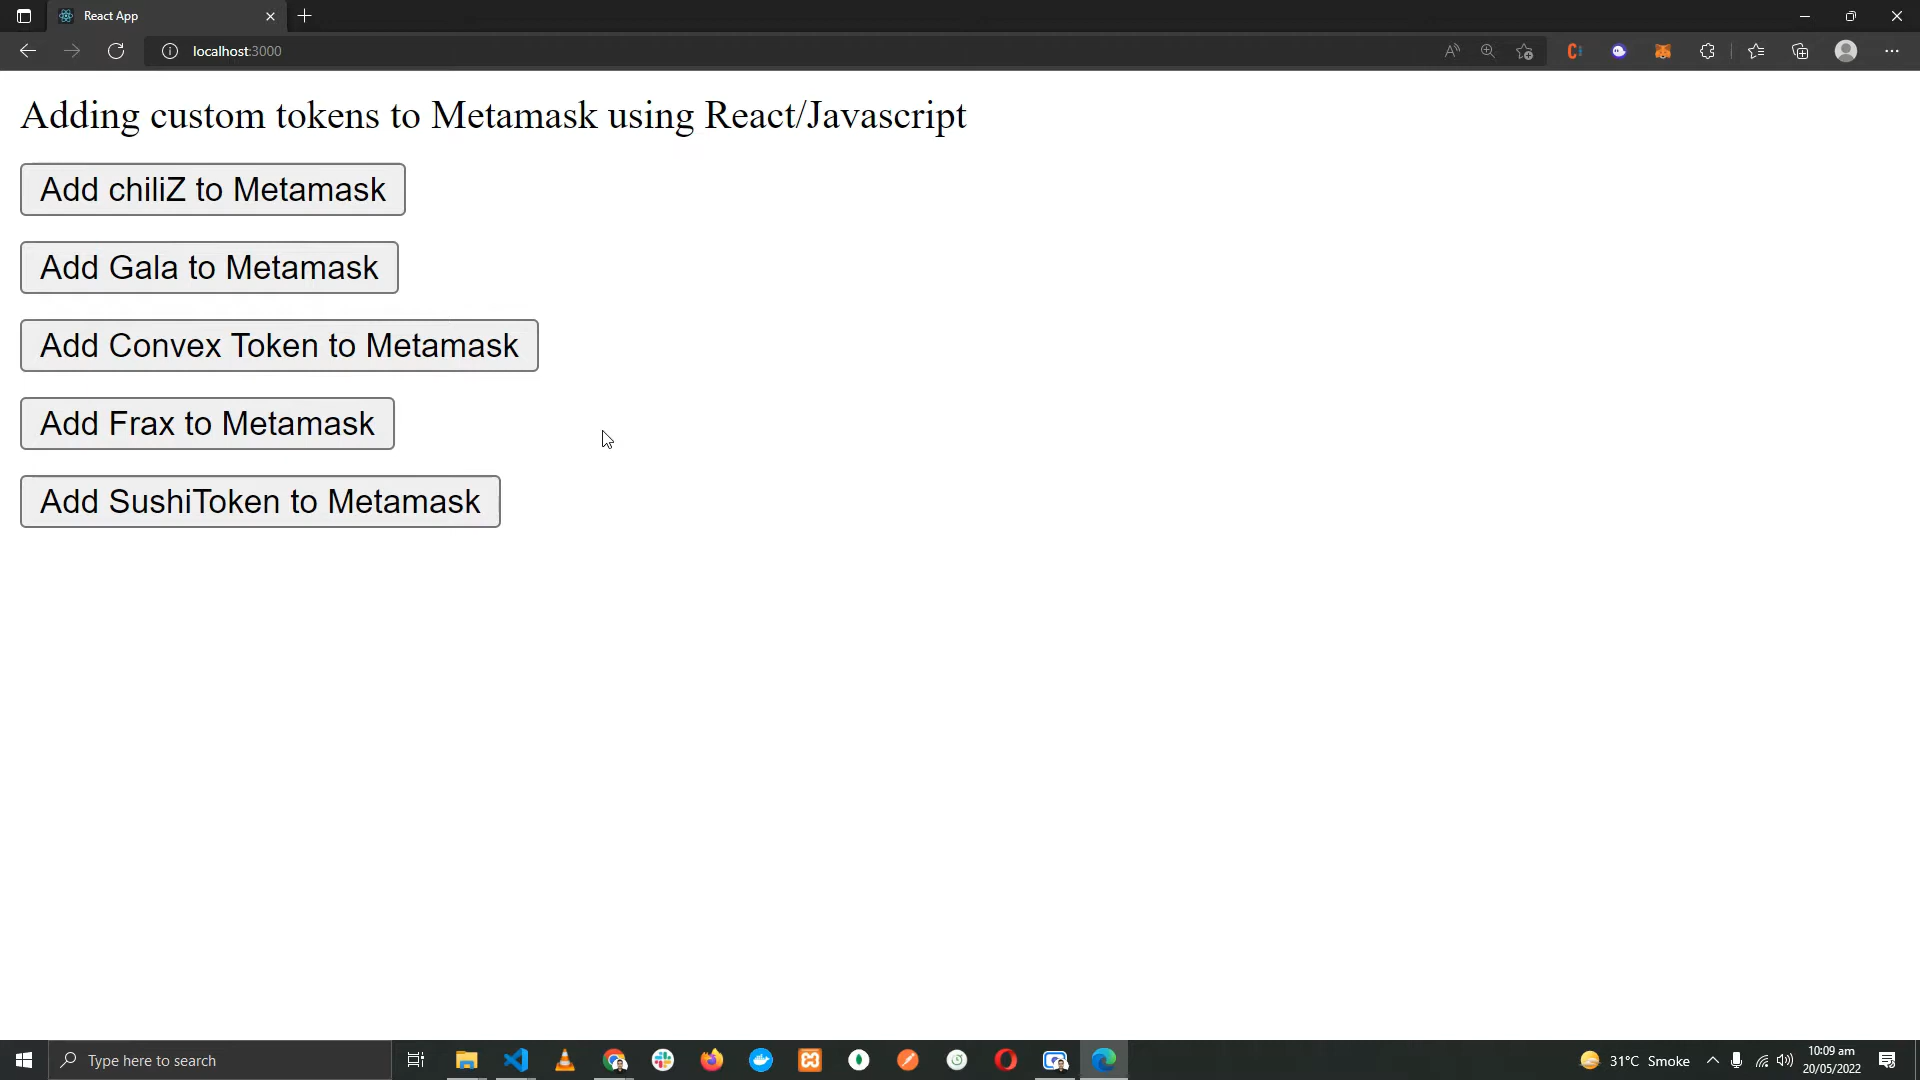 React App
localhost:3000
Adding custom tokens to Metamask using React/Javascript
Add chiliZ to Metamask
Add Gala to Metamask
Add Convex Token to Metamask
Add Frax to Metamask
Add SushiToken to Metamask
Type here to search
31°C Smoke
10:09 am
20/05/2022